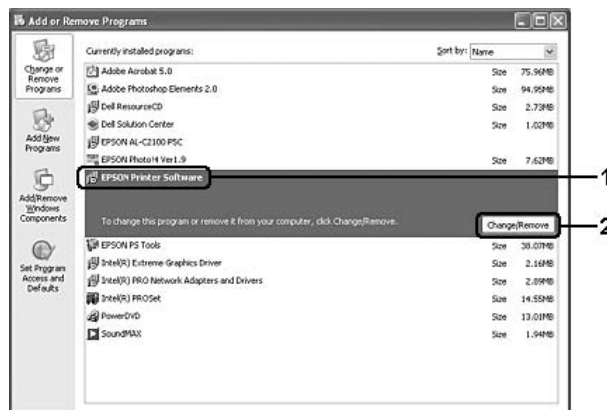 Add or Remove Programs
Change or
Remove
Programs
Add New
Programs
Add/Remove
Windows
Components
Set Program
Access and
Defaults
Currently installed programs:
Sort by: Name
Adobe Acrobat 5.0 Size 75.96MB
Adobe Photoshop Elements 2.0 Size 94.95MB
Dell ResourceCD Size 2.73MB
Dell Solution Center Size 1.02MB
EPSON AL-C2100 PSC
EPSON Photo!4 Ver1.9 Size 7.62MB
EPSON Printer Software 1
To change this program or remove it from your computer, click Change/Remove.
Change/Remove 2
EPSON PS Tools Size 38.07MB
Intel(R) Extreme Graphics Driver Size 2.16MB
Intel(R) PRO Network Adapters and Drivers Size 2.89MB
Intel(R) PROSet Size 14.55MB
PowerDVD Size 13.01MB
SoundMAX Size 1.94MB